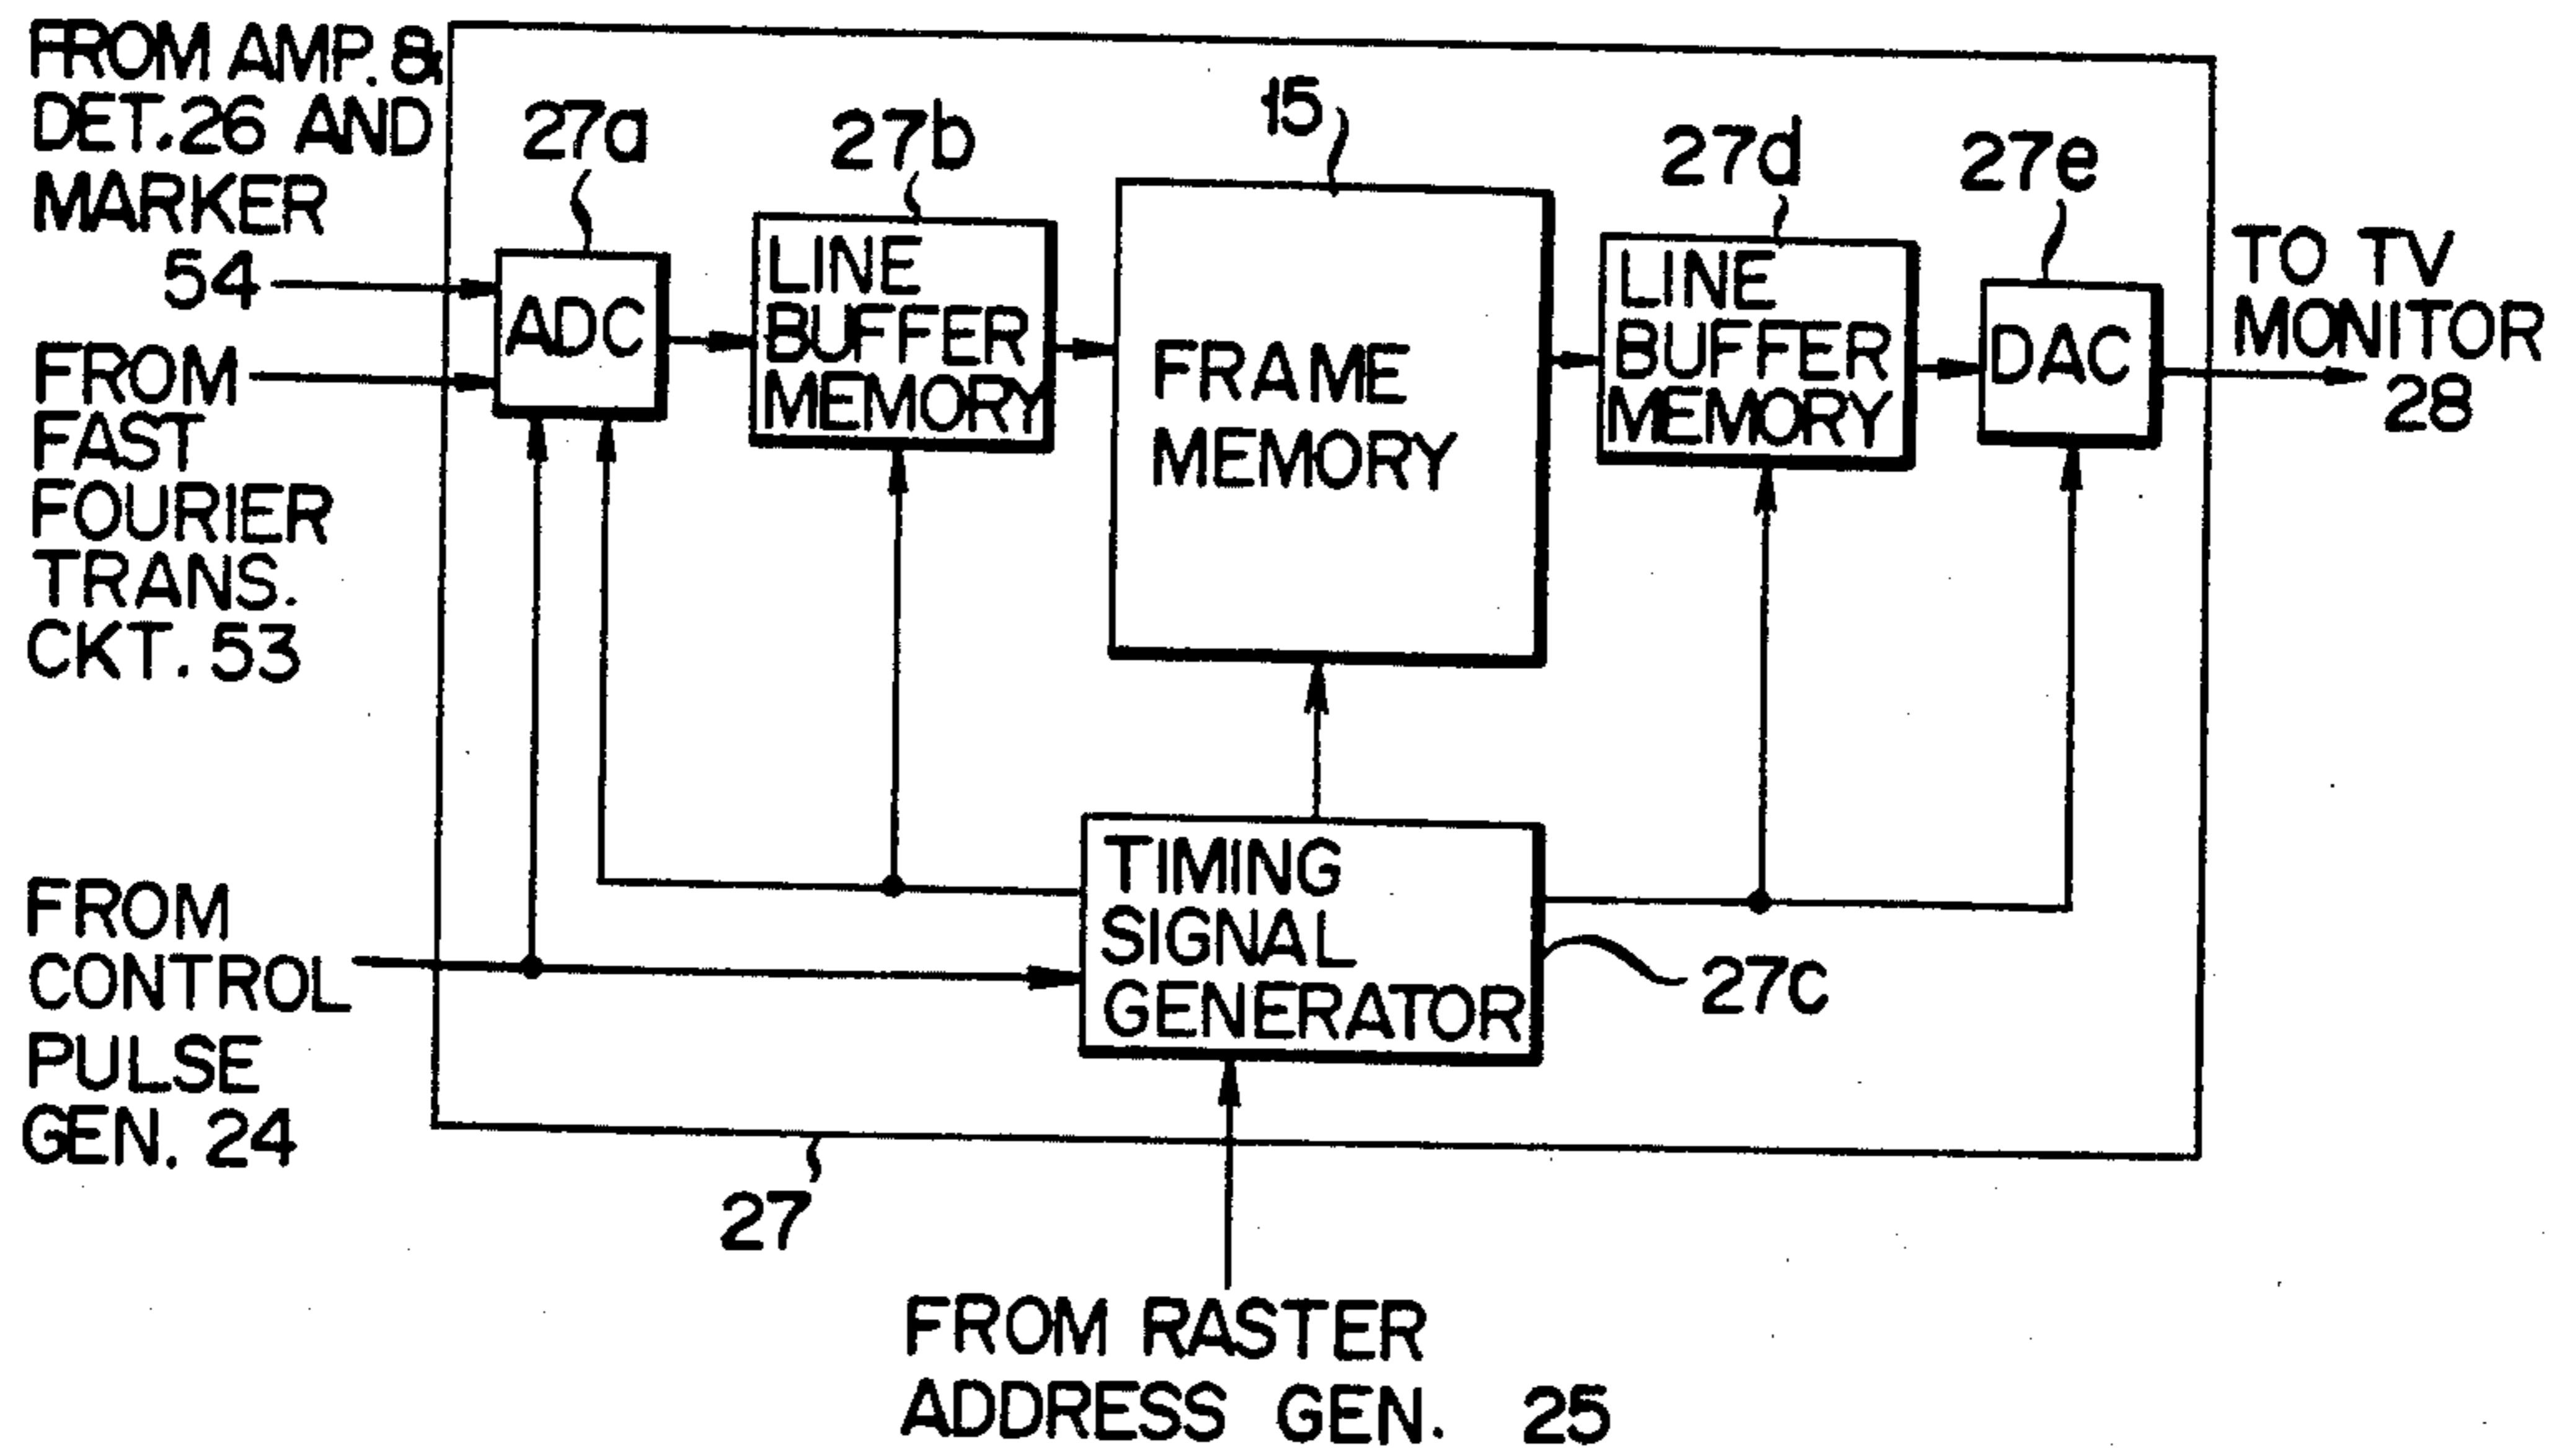 FROM AMP. &
DET. 26 AND
MARKER
54
FROM
FAST
FOURIER
TRANS.
CKT. 53
FROM
CONTROL
PULSE
GEN. 24
27a
ADC
27b
LINE
BUFFER
MEMORY
15
FRAME
MEMORY
27d
LINE
BUFFER
MEMORY
27e
DAC
TO TV
MONITOR
28
TIMING
SIGNAL
GENERATOR
27c
27
FROM RASTER
ADDRESS GEN. 25